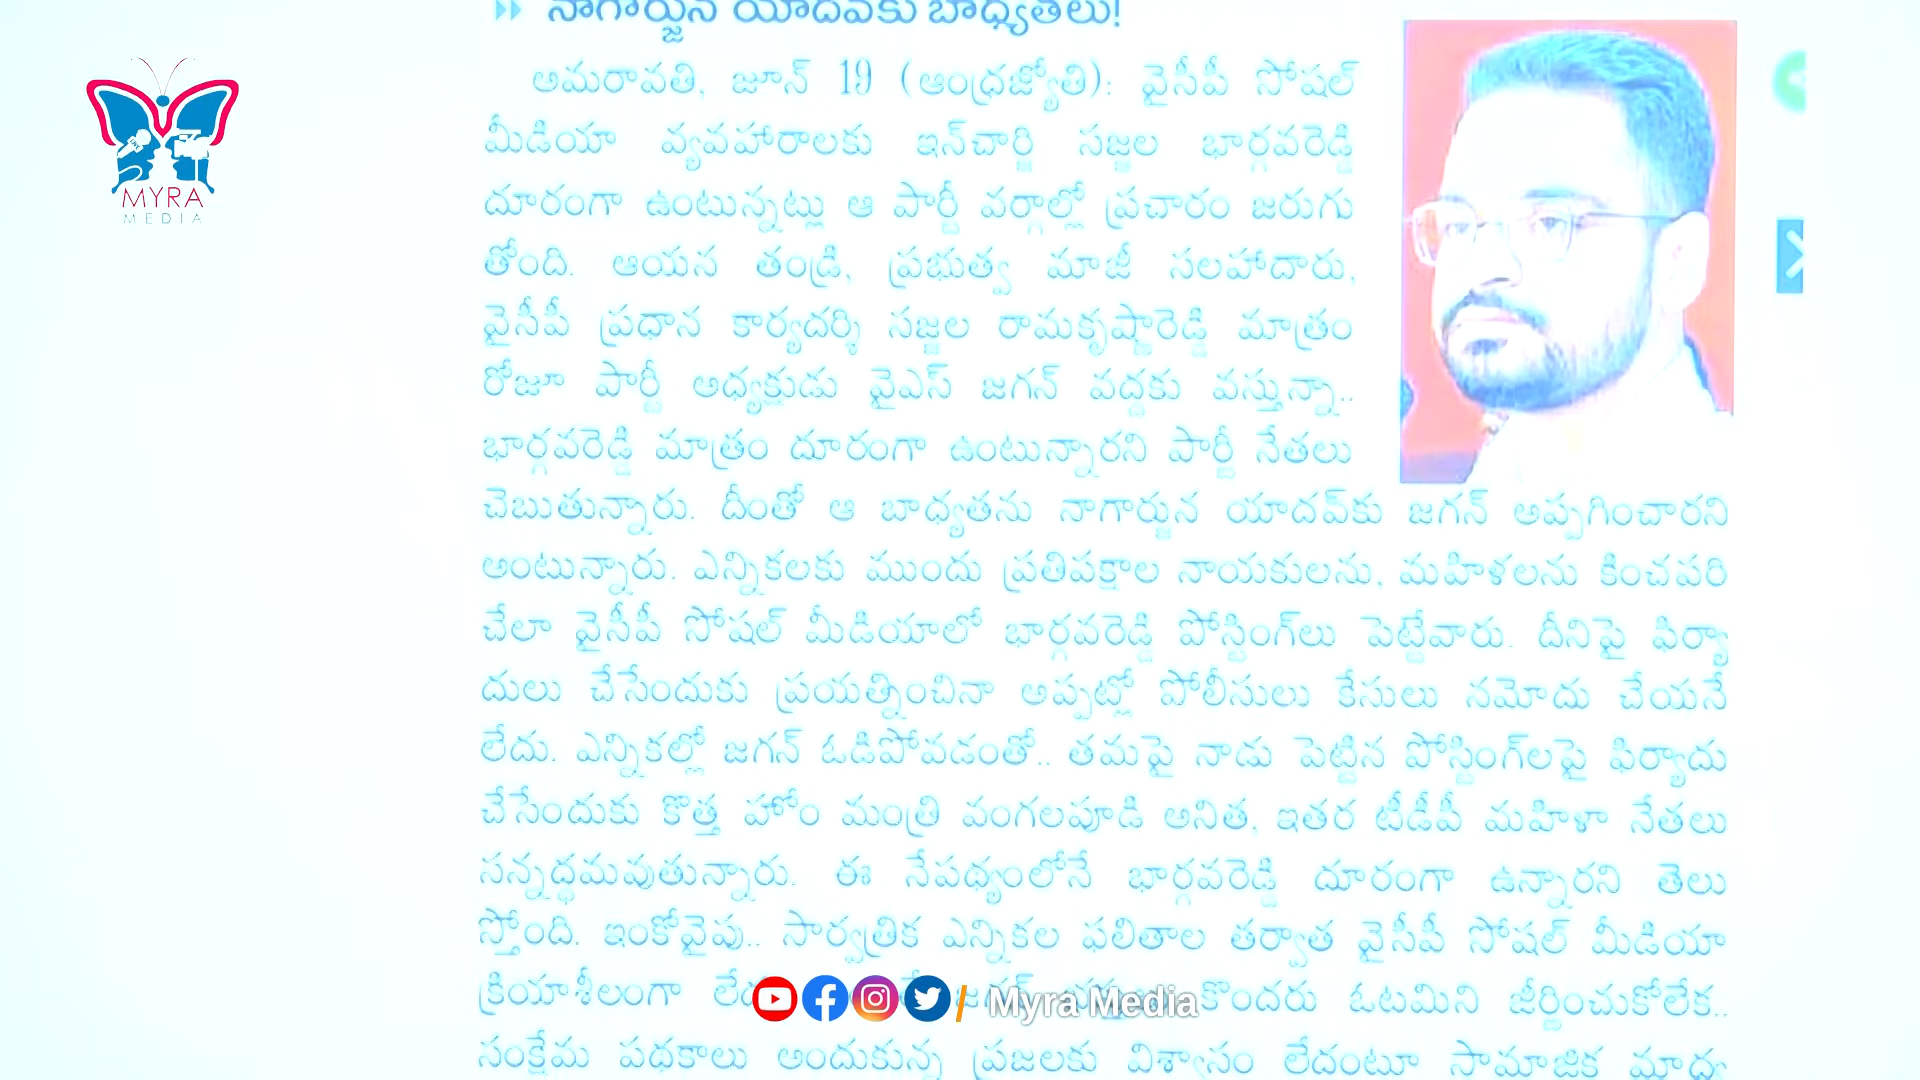 నాగార్జున యాదవ్‌కు బాధ్యతలు!
అమరావతి, జూన్ 19 (ఆంధ్రజ్యోతి): వైసీపీ సోషల్
మీడియా వ్యవహారాలకు ఇన్‌చార్జి సజ్జల భార్గవరెడ్డి
దూరంగా ఉంటున్నట్లు ఆ పార్టీ వర్గాల్లో ప్రచారం జరుగు
తోంది. ఆయన తండ్రి, ప్రభుత్వ మాజీ సలహాదారు,
వైసీపీ ప్రధాన కార్యదర్శి సజ్జల రామకృష్ణారెడ్డి మాత్రం
రోజూ పార్టీ అధ్యక్షుడు వైఎస్ జగన్ వద్దకు వస్తున్నా..
భార్గవరెడ్డి మాత్రం దూరంగా ఉంటున్నారని పార్టీ నేతలు
చెబుతున్నారు. దీంతో ఆ బాధ్యతను నాగార్జున యాదవ్‌కు జగన్ అప్పగించారని
అంటున్నారు. ఎన్నికలకు ముందు ప్రతిపక్షాల నాయకులను, మహిళలను కించపరి
చేలా వైసీపీ సోషల్ మీడియాలో భార్గవరెడ్డి పోస్టింగ్‌లు పెట్టేవారు. దీనిపై ఫిర్యా
దులు చేసేందుకు ప్రయత్నించినా అప్పట్లో పోలీసులు కేసులు నమోదు చేయనే
లేదు. ఎన్నికల్లో జగన్ ఓడిపోవడంతో.. తమపై నాడు పెట్టిన పోస్టింగ్‌లపై ఫిర్యాదు
చేసేందుకు కొత్త హోం మంత్రి వంగలపూడి అనిత, ఇతర టీడీపీ మహిళా నేతలు
సన్నద్ధమవుతున్నారు. ఈ నేపథ్యంలోనే భార్గవరెడ్డి దూరంగా ఉన్నారని తెలు
స్తోంది. ఇంకోవైపు.. సార్వత్రిక ఎన్నికల ఫలితాల తర్వాత వైసీపీ సోషల్ మీడియా
క్రియాశీలంగా కొందరు ఓటమిని జీర్ణించుకోలేక..
సంక్షేమ పథకాలు అందుకున్న ప్రజలకు విశ్వాసం లేదంటూ సామాజిక మాధ్య
MYRA
MEDIA
/ Myra Media